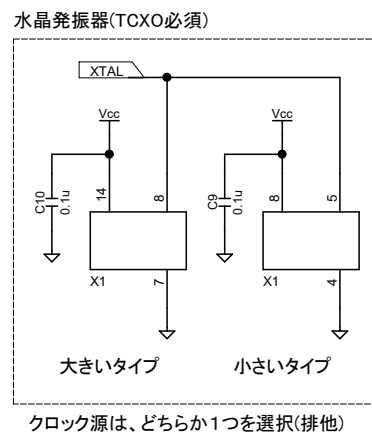 水晶発振器(TCXO必須)
XTAL
Vcc
Vcc
C10
0.1u
14
8
C9
0.1u
8
5
X1
7
X1
4
大きいタイプ
小さいタイプ
クロック源は、どちらか1つを選択(排他)